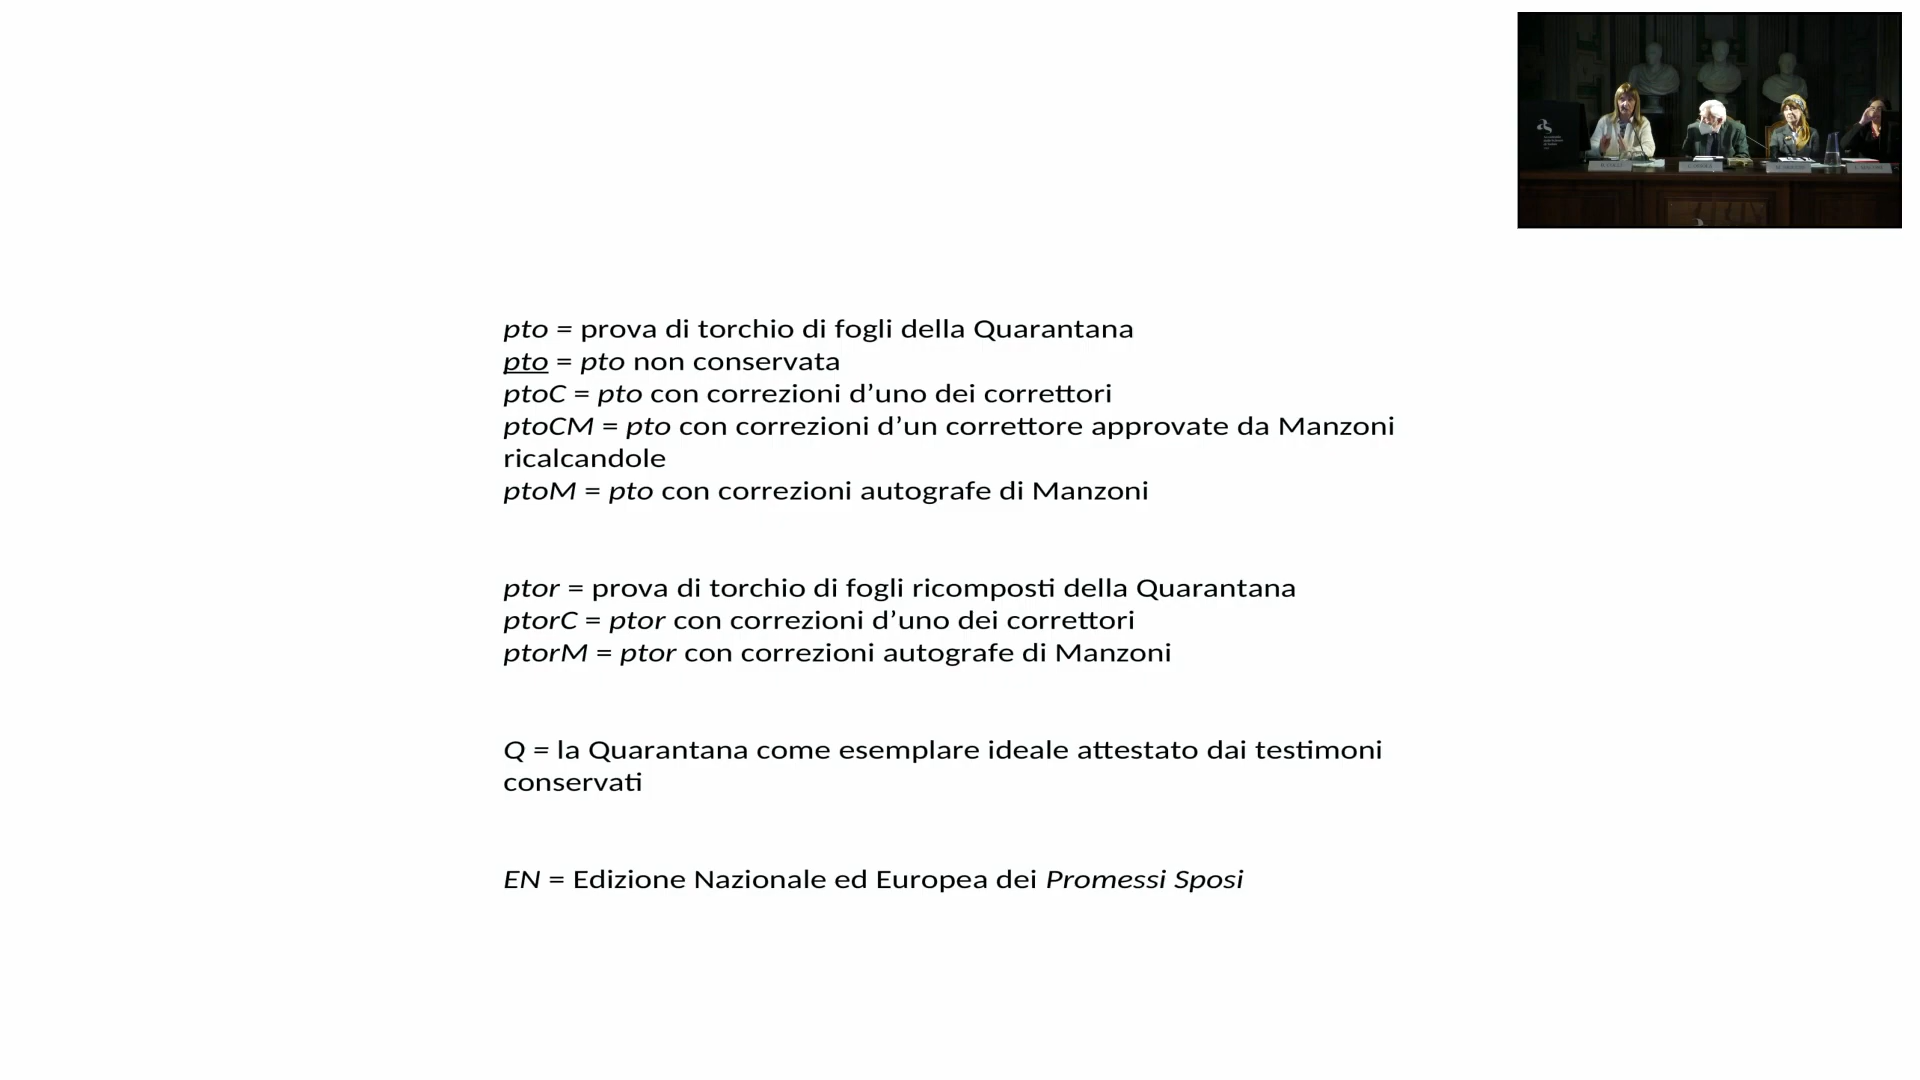 pto = prova di torchio di fogli della Quarantana
pto = pto non conservata
ptoC = pto con correzioni d’uno dei correttori
ptoCM = pto con correzioni d’un correttore approvate da Manzoni
ricalcandole
ptoM = pto con correzioni autografe di Manzoni
ptor = prova di torchio di fogli ricomposti della Quarantana
ptorC = ptor con correzioni d’uno dei correttori
ptorM = ptor con correzioni autografe di Manzoni
Q = la Quarantana come esemplare ideale attestato dai testimoni
conservati
EN = Edizione Nazionale ed Europea dei Promessi Sposi